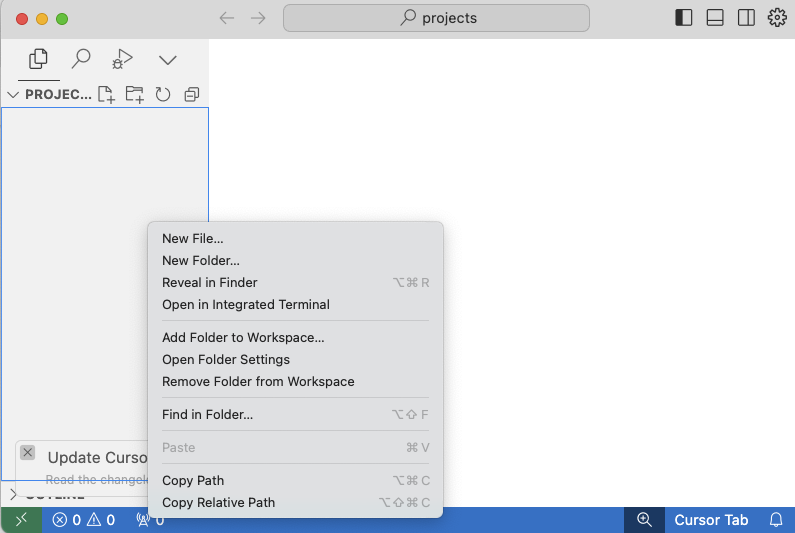 projects
PROJEC...
New File...
New Folder...
Reveal in Finder ⌥⌘R
Open in Integrated Terminal
Add Folder to Workspace...
Open Folder Settings
Remove Folder from Workspace
Find in Folder... ⌥⇧F
Paste ⌘V
Copy Path ⌥⌘C
Copy Relative Path ⌥⇧⌘C
Update Curso
Read the changel
OUTLINE
0 0 0 Cursor Tab